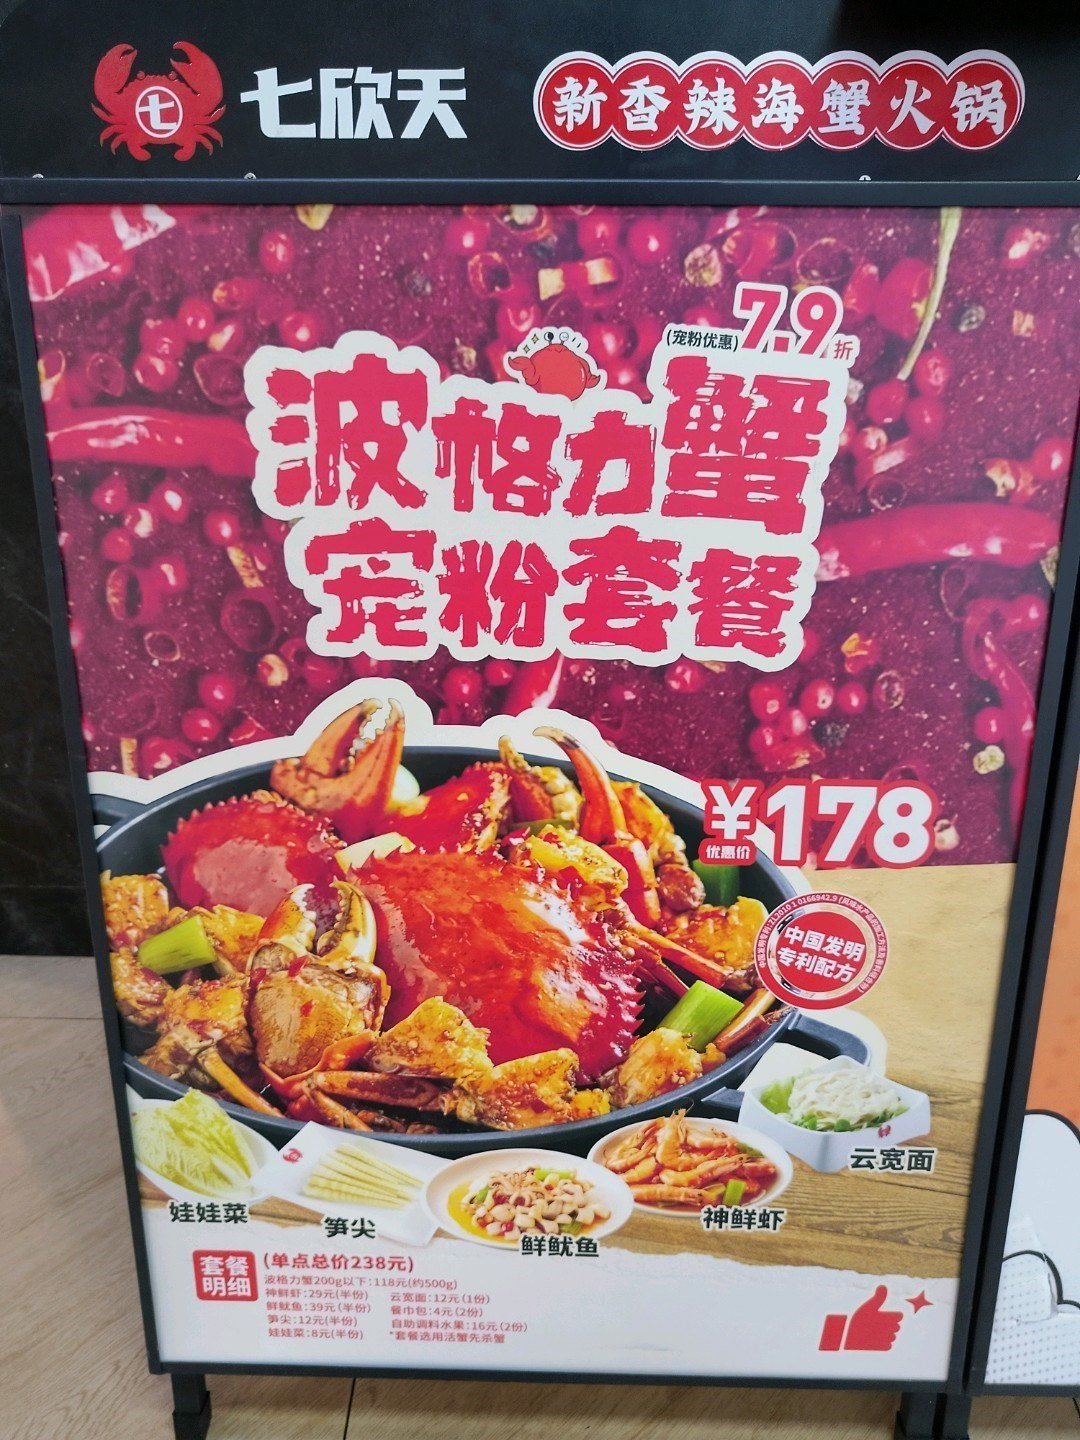 七 七欣天 新香辣海蟹火锅
(宠粉优惠)7.9折
波格力蟹
宠粉套餐
¥178
优惠价
中国发明
专利配方
云宽面
娃娃菜
笋尖
鲜鱿鱼
神鲜虾
套餐
明细
(单点总价238元)
波格力蟹200g以下:118元(约500g)
神鲜虾:29元(半份) 云宽面:12元(1份)
鲜鱿鱼:39元(半份) 餐巾包:4元(2份)
笋尖:12元(半份) 自助调料水果:16元(2份)
娃娃菜:8元(半份) *套餐选用活蟹先杀蟹